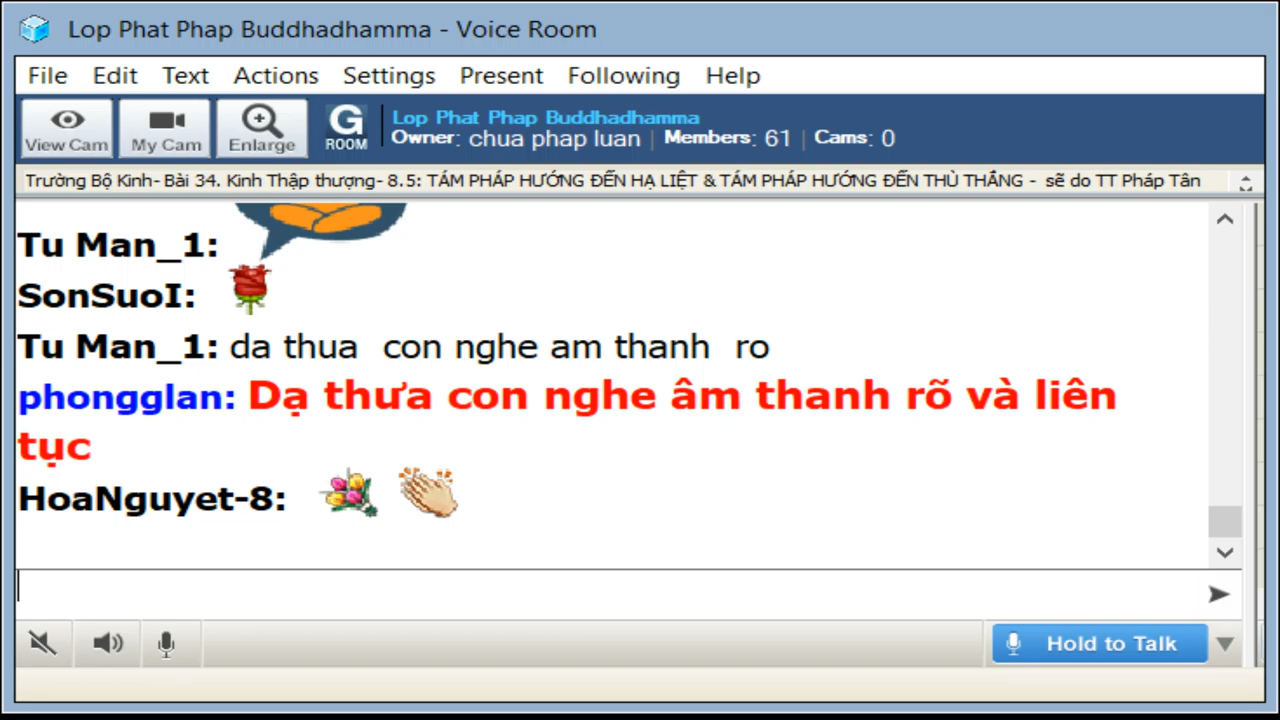 Lop Phat Phap Buddhadhamma - Voice Room
File Edit Text Actions Settings Present Following Help
View Cam My Cam Enlarge G ROOM
Lop Phat Phap Buddhadhamma
Owner: chua phap luan | Members: 61 | Cams: 0
Trường Bộ Kinh- Bài 34. Kinh Thập thượng- 8.5: TÁM PHÁP HƯỚNG ĐẾN HẠ LIỆT & TÁM PHÁP HƯỚNG ĐẾN THÙ THẮNG - sẽ do TT Pháp Tân
Tu Man_1:
SonSuoI:
Tu Man_1: da thua con nghe am thanh ro
phongglan: Dạ thưa con nghe âm thanh rõ và liên
tục
HoaNguyet-8:
Hold to Talk